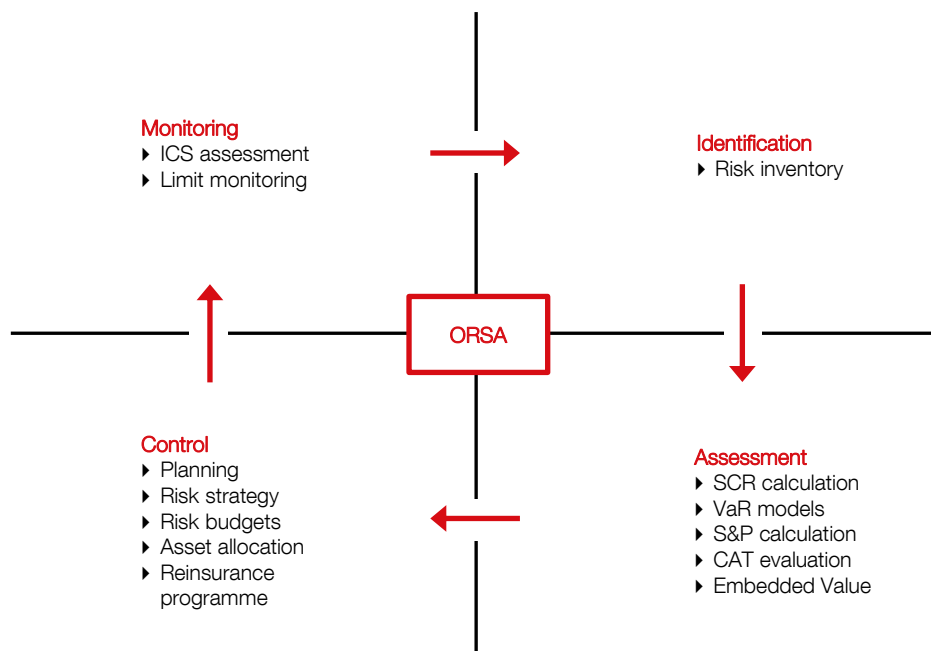 Monitoring
ICS assessment
Limit monitoring
Identification
Risk inventory
ORSA
Control
Planning
Risk strategy
Risk budgets
Asset allocation
Reinsurance
programme
Assessment
SCR calculation
VaR models
S&P calculation
CAT evaluation
Embedded Value